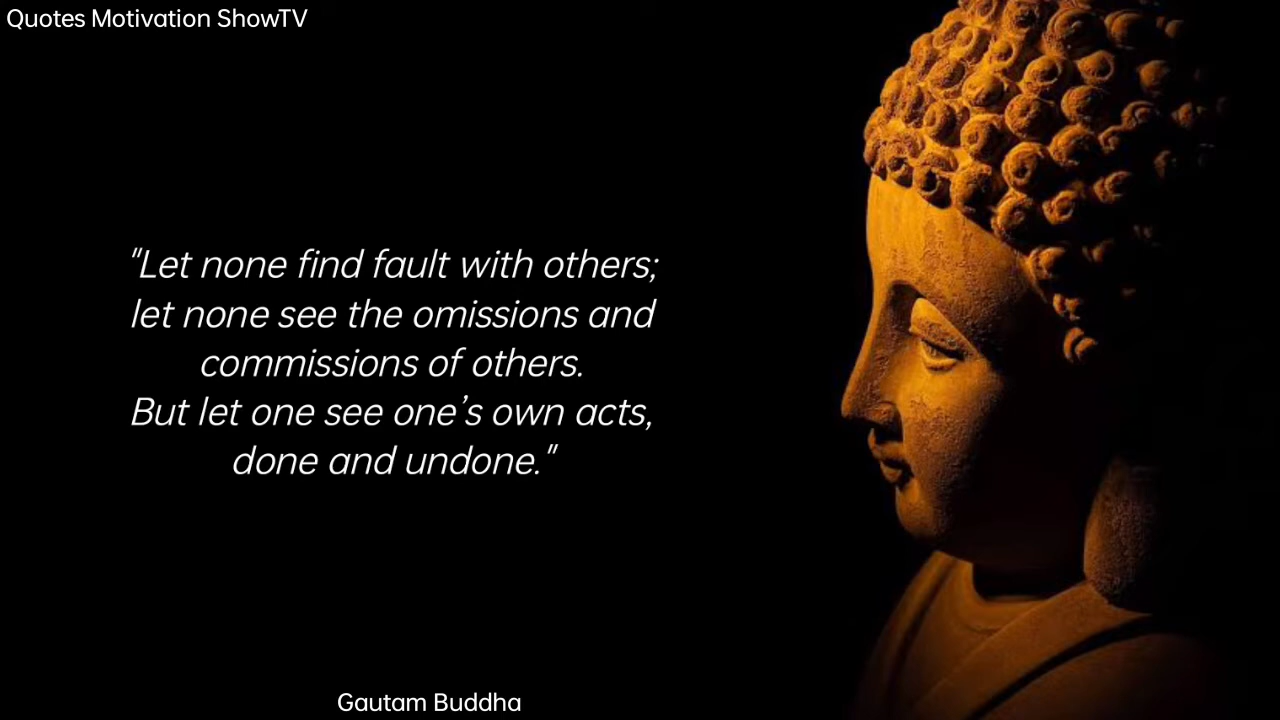 Quotes Motivation ShowTV
"Let none find fault with others;
let none see the omissions and
commissions of others.
But let one see one’s own acts,
done and undone."
Gautam Buddha